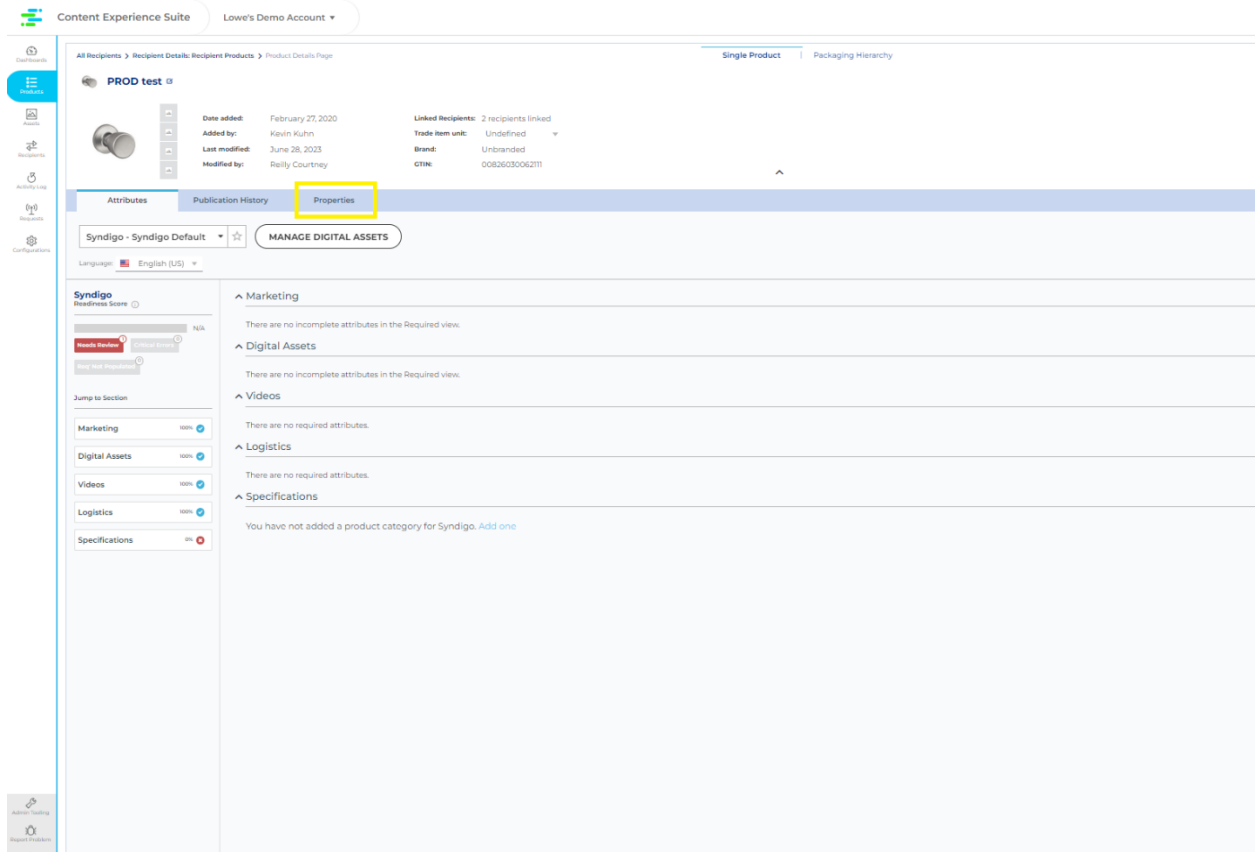 Content Experience Suite
Lowe's Demo Account
Dashboards
Products
Assets
Recipients
Activity Log
Requests
Configurations
Admin Tooling
Report Problem
All Recipients > Recipient Details: Recipient Products > Product Details Page
Single Product | Packaging Hierarchy
PROD test
Date added: February 27, 2020
Added by: Kevin Kuhn
Last modified: June 28, 2023
Modified by: Reilly Courtney
Linked Recipients: 2 recipients linked
Trade item unit: Undefined
Brand: Unbranded
GTIN: 00826030062111
Attributes Publication History Properties
Syndigo - Syndigo Default
MANAGE DIGITAL ASSETS
Language: English (US)
Syndigo
Readiness Score
N/A
Needs Review
Critical Errors
Req Not Populated
Jump to Section
Marketing 100%
Digital Assets 100%
Videos 100%
Logistics 100%
Specifications 0%
Marketing
There are no incomplete attributes in the Required view.
Digital Assets
There are no incomplete attributes in the Required view.
Videos
There are no required attributes.
Logistics
There are no required attributes.
Specifications
You have not added a product category for Syndigo. Add one